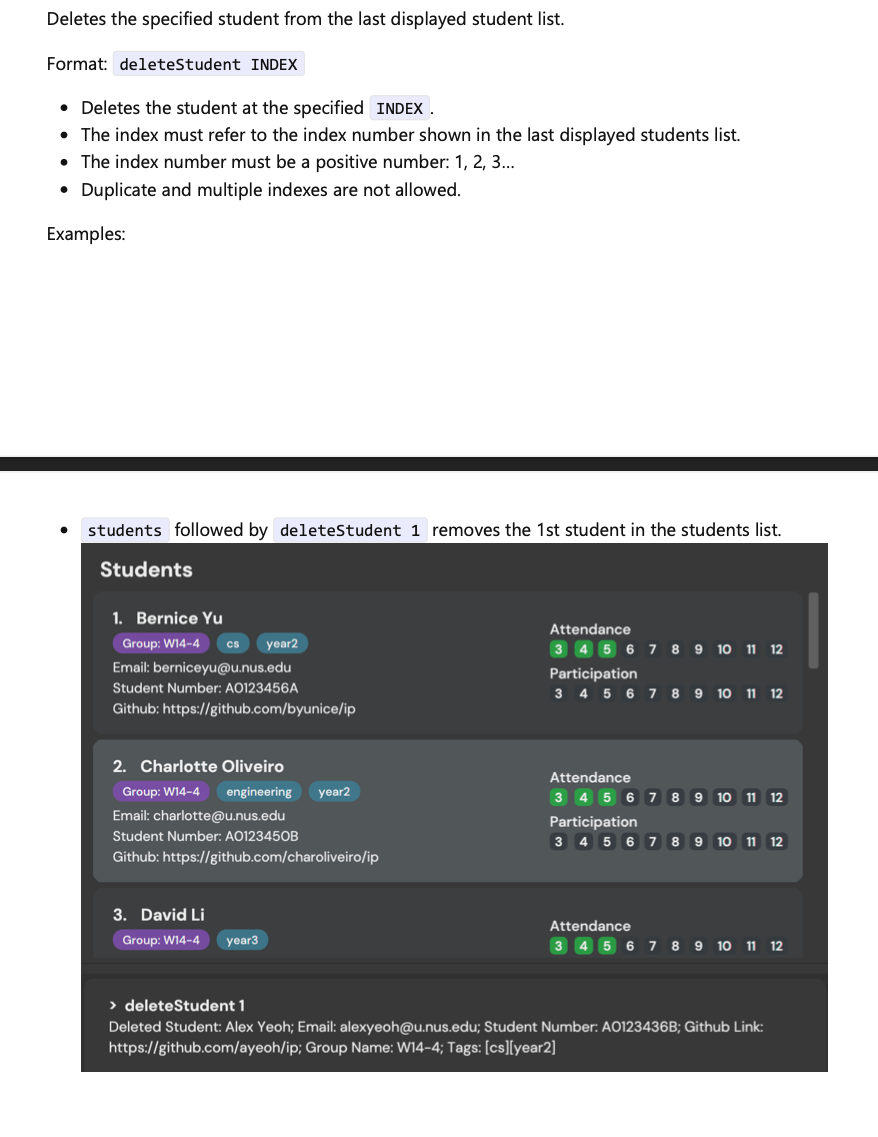 Deletes the specified student from the last displayed student list.
Format: deleteStudent INDEX
• Deletes the student at the specified INDEX.
• The index must refer to the index number shown in the last displayed students list.
• The index number must be a positive number: 1, 2, 3...
• Duplicate and multiple indexes are not allowed.
Examples:
• students followed by deleteStudent 1 removes the 1st student in the students list.
Students
1. Bernice Yu
Group: W14-4 cs year2
Email: berniceyu@u.nus.edu
Student Number: A0123456A
Github: https://github.com/byunice/ip
Attendance
3 4 5 6 7 8 9 10 11 12
Participation
3 4 5 6 7 8 9 10 11 12
2. Charlotte Oliveiro
Group: W14-4 engineering year2
Email: charlotte@u.nus.edu
Student Number: A0123450B
Github: https://github.com/charoliveiro/ip
Attendance
3 4 5 6 7 8 9 10 11 12
Participation
3 4 5 6 7 8 9 10 11 12
3. David Li
Group: W14-4 year3
Attendance
3 4 5 6 7 8 9 10 11 12
> deleteStudent 1
Deleted Student: Alex Yeoh; Email: alexyeoh@u.nus.edu; Student Number: A0123436B; Github Link:
https://github.com/ayeoh/ip; Group Name: W14-4; Tags: [cs][year2]